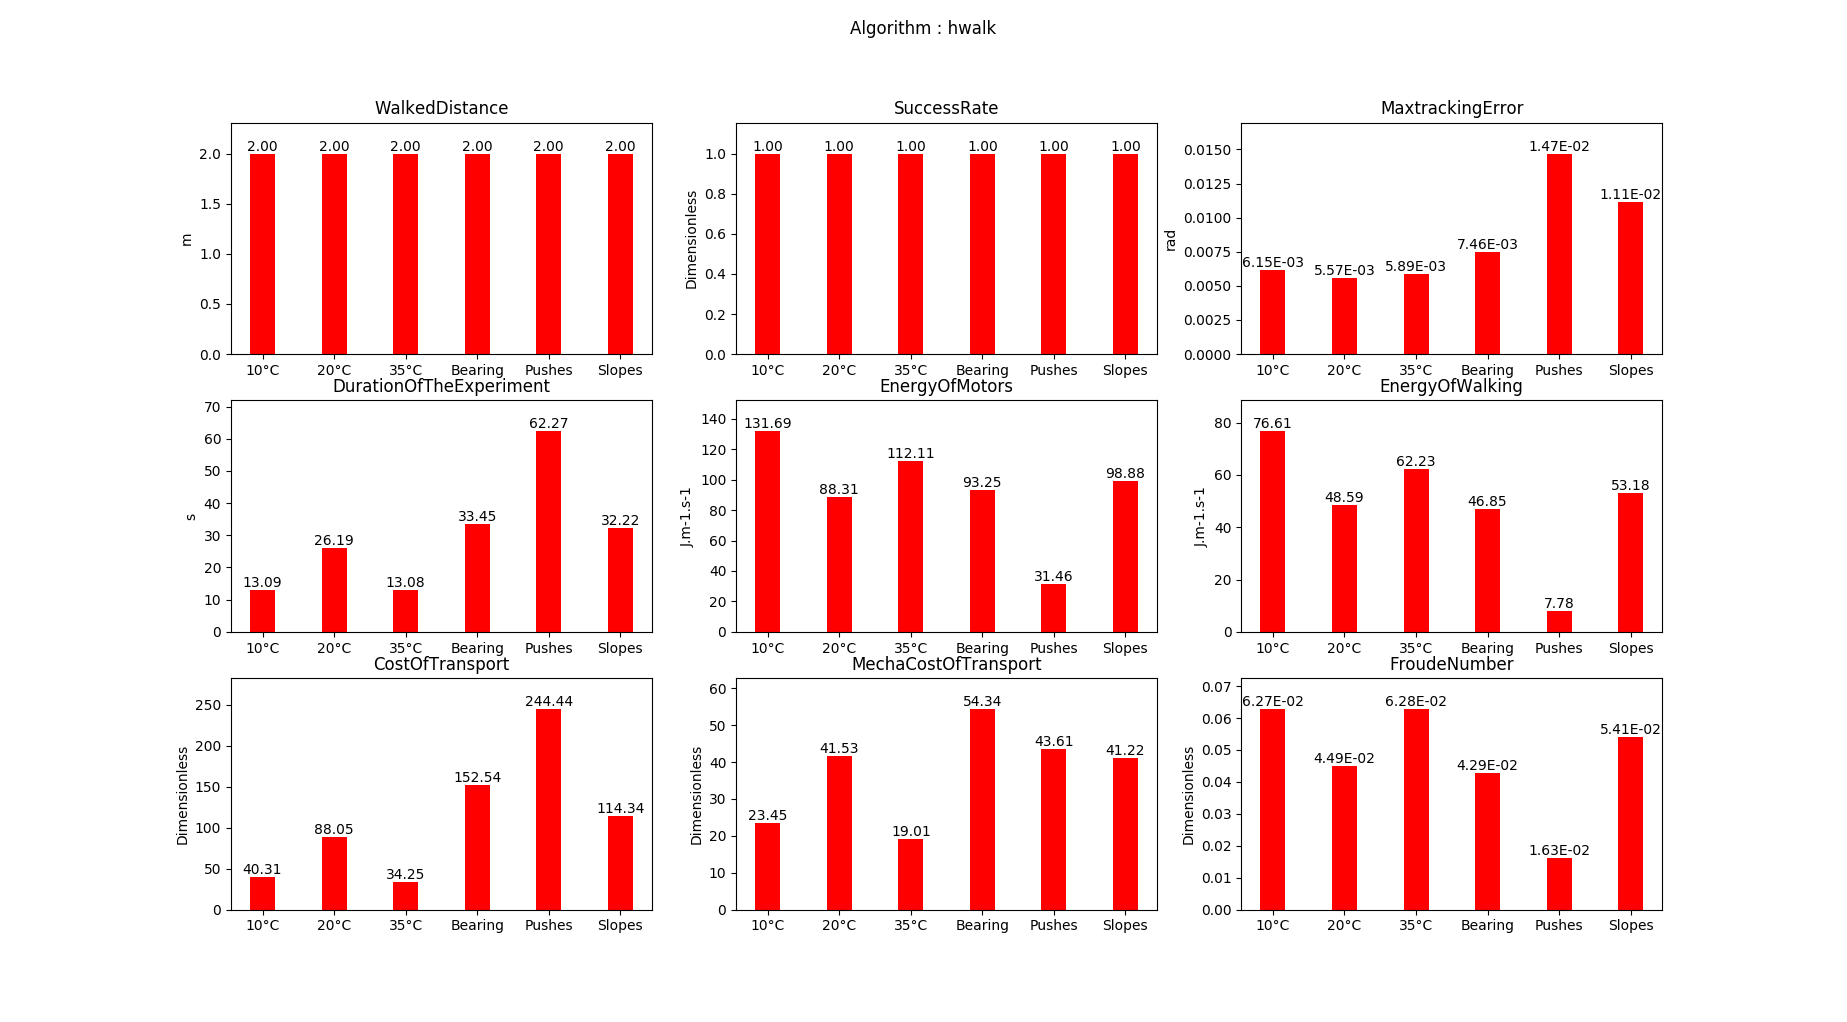 Algorithm : hwalk
WalkedDistance
m
2.0
1.5
1.0
0.5
0.0
2.00 2.00 2.00 2.00 2.00 2.00
10°C 20°C 35°C Bearing Pushes Slopes
SuccessRate
Dimensionless
1.0
0.8
0.6
0.4
0.2
0.0
1.00 1.00 1.00 1.00 1.00 1.00
10°C 20°C 35°C Bearing Pushes Slopes
MaxtrackingError
rad
0.0150
0.0125
0.0100
0.0075
0.0050
0.0025
0.0000
6.15E-03 5.57E-03 5.89E-03 7.46E-03 1.47E-02 1.11E-02
10°C 20°C 35°C Bearing Pushes Slopes
DurationOfTheExperiment
s
70
60
50
40
30
20
10
0
13.09 26.19 13.08 33.45 62.27 32.22
10°C 20°C 35°C Bearing Pushes Slopes
EnergyOfMotors
J.m-1.s-1
140
120
100
80
60
40
20
0
131.69 88.31 112.11 93.25 31.46 98.88
10°C 20°C 35°C Bearing Pushes Slopes
EnergyOfWalking
J.m-1.s-1
80
60
40
20
0
76.61 48.59 62.23 46.85 7.78 53.18
10°C 20°C 35°C Bearing Pushes Slopes
CostOfTransport
Dimensionless
250
200
150
100
50
0
40.31 88.05 34.25 152.54 244.44 114.34
10°C 20°C 35°C Bearing Pushes Slopes
MechaCostOfTransport
Dimensionless
60
50
40
30
20
10
0
23.45 41.53 19.01 54.34 43.61 41.22
10°C 20°C 35°C Bearing Pushes Slopes
FroudeNumber
Dimensionless
0.07
0.06
0.05
0.04
0.03
0.02
0.01
0.00
6.27E-02 4.49E-02 6.28E-02 4.29E-02 1.63E-02 5.41E-02
10°C 20°C 35°C Bearing Pushes Slopes